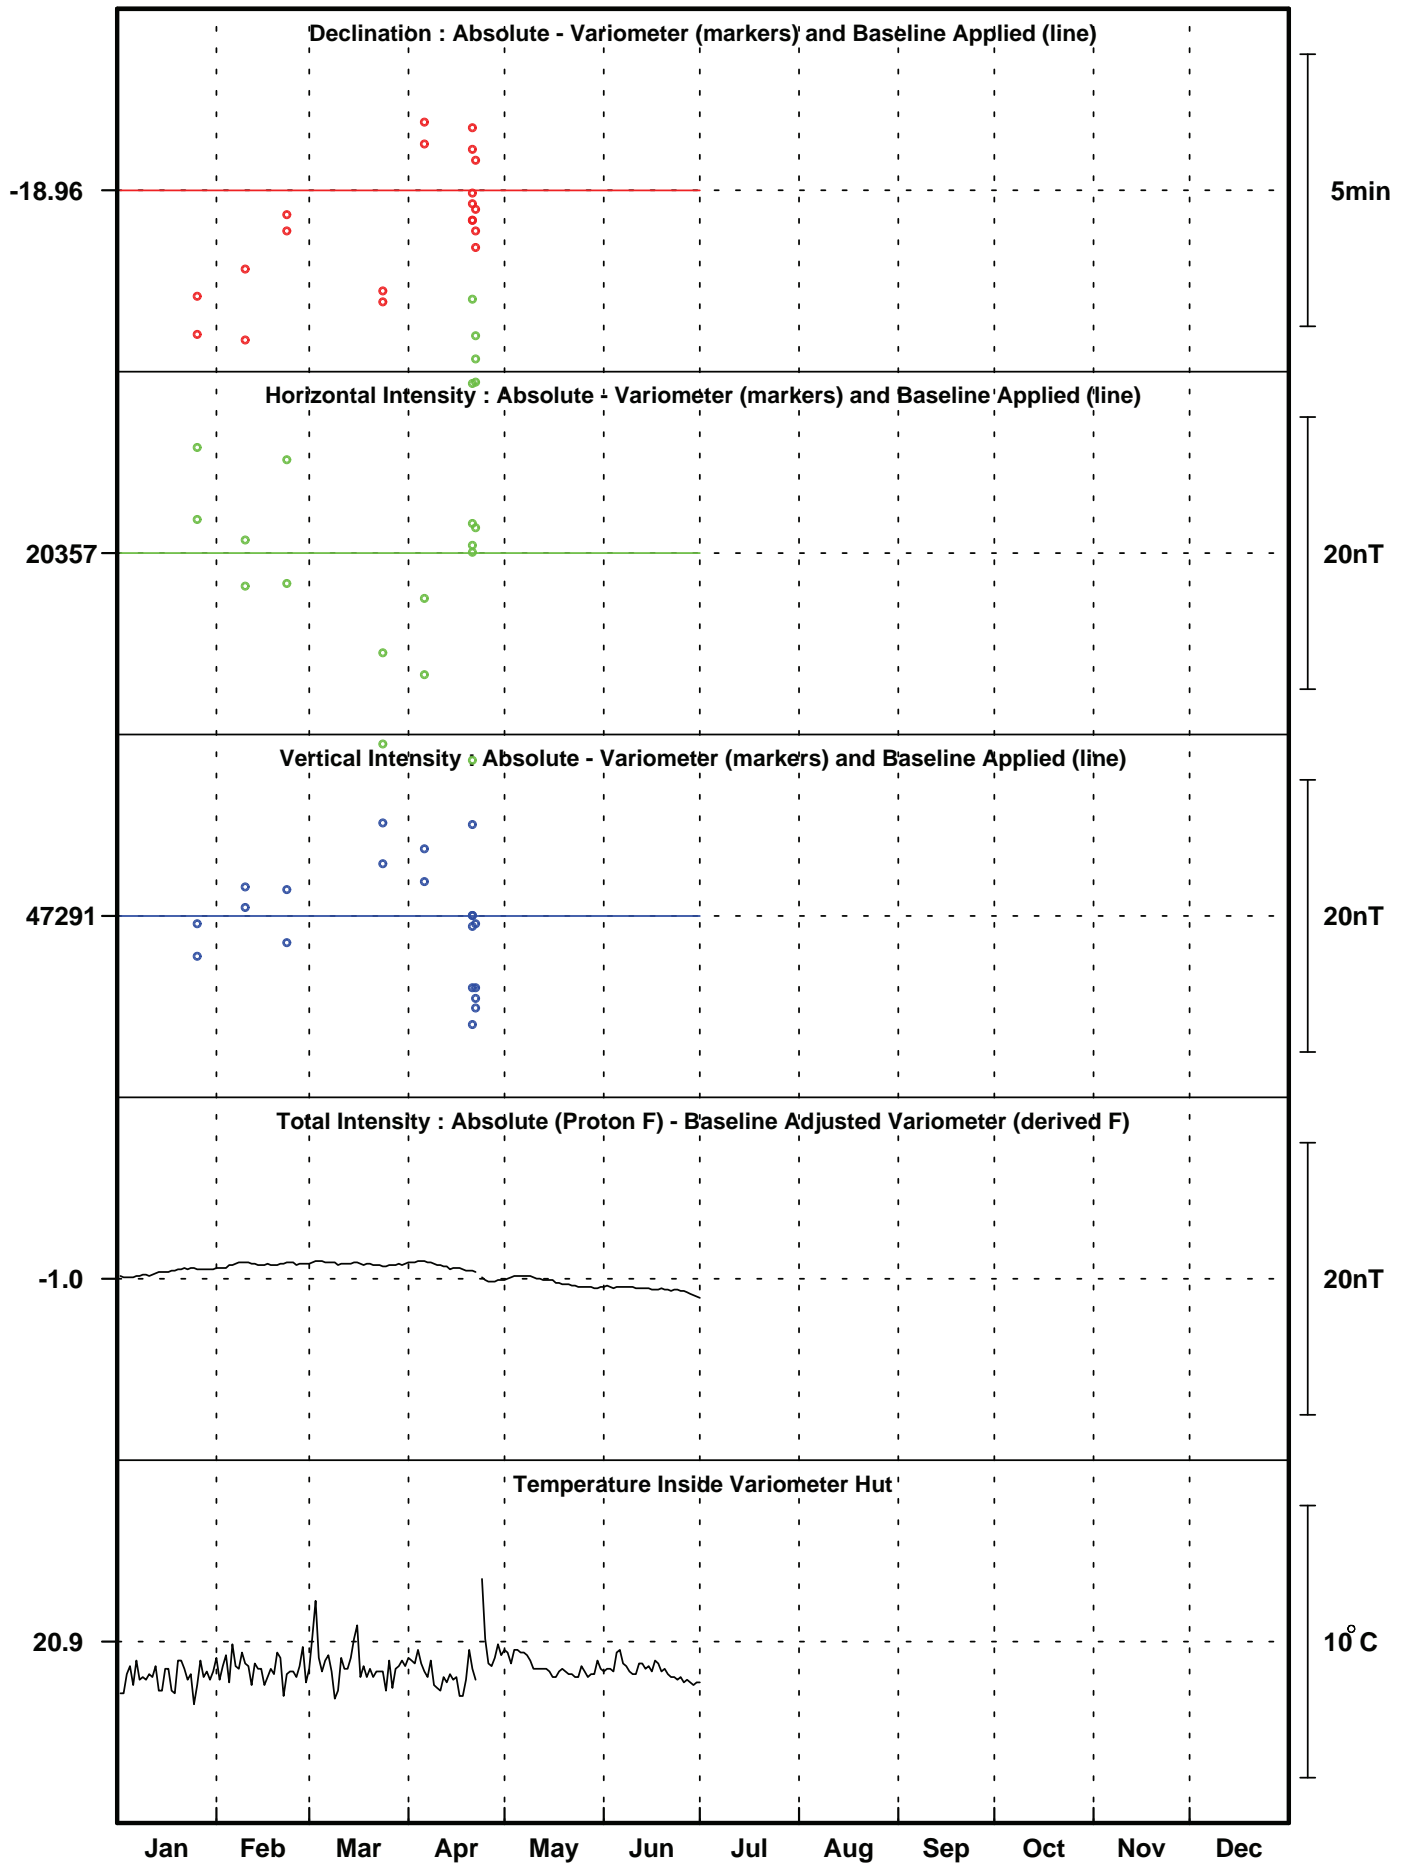 Declination : Absolute - Variometer (markers) and Baseline Applied (line)
-18.96
5min
Horizontal Intensity : Absolute - Variometer (markers) and Baseline Applied (line)
20357
20nT
Vertical Intensity : Absolute - Variometer (markers) and Baseline Applied (line)
47291
20nT
Total Intensity : Absolute (Proton F) - Baseline Adjusted Variometer (derived F)
-1.0
20nT
Temperature Inside Variometer Hut
20.9
10°C
Jan Feb Mar Apr May Jun Jul Aug Sep Oct Nov Dec